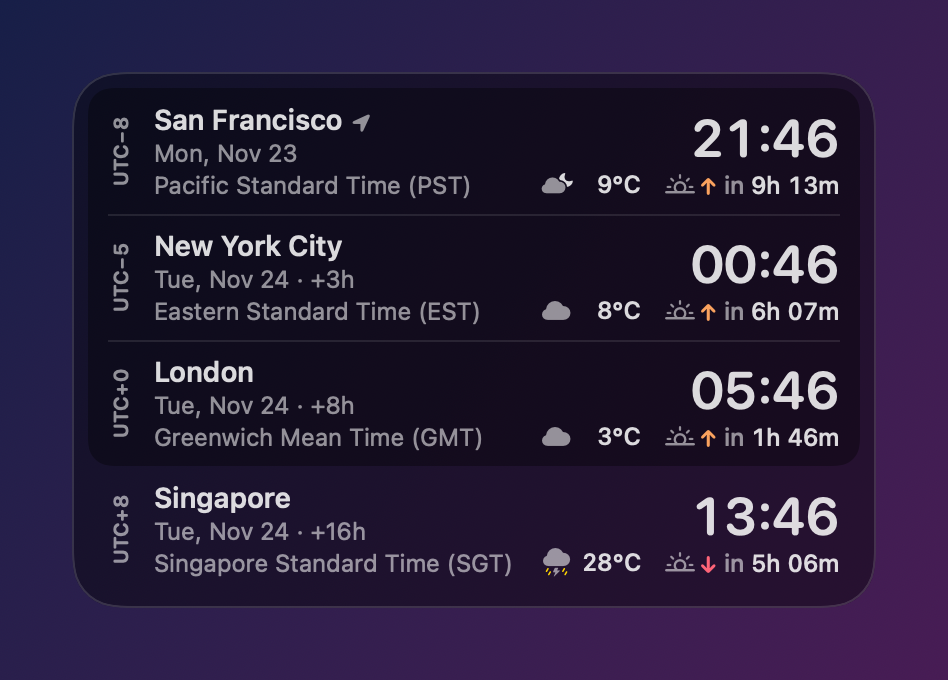 UTC−8
San Francisco
21:46
Mon, Nov 23
Pacific Standard Time (PST)
9°C
in 9h 13m
UTC−5
New York City
00:46
Tue, Nov 24 · +3h
Eastern Standard Time (EST)
8°C
in 6h 07m
UTC+0
London
05:46
Tue, Nov 24 · +8h
Greenwich Mean Time (GMT)
3°C
in 1h 46m
UTC+8
Singapore
13:46
Tue, Nov 24 · +16h
Singapore Standard Time (SGT)
28°C
in 5h 06m